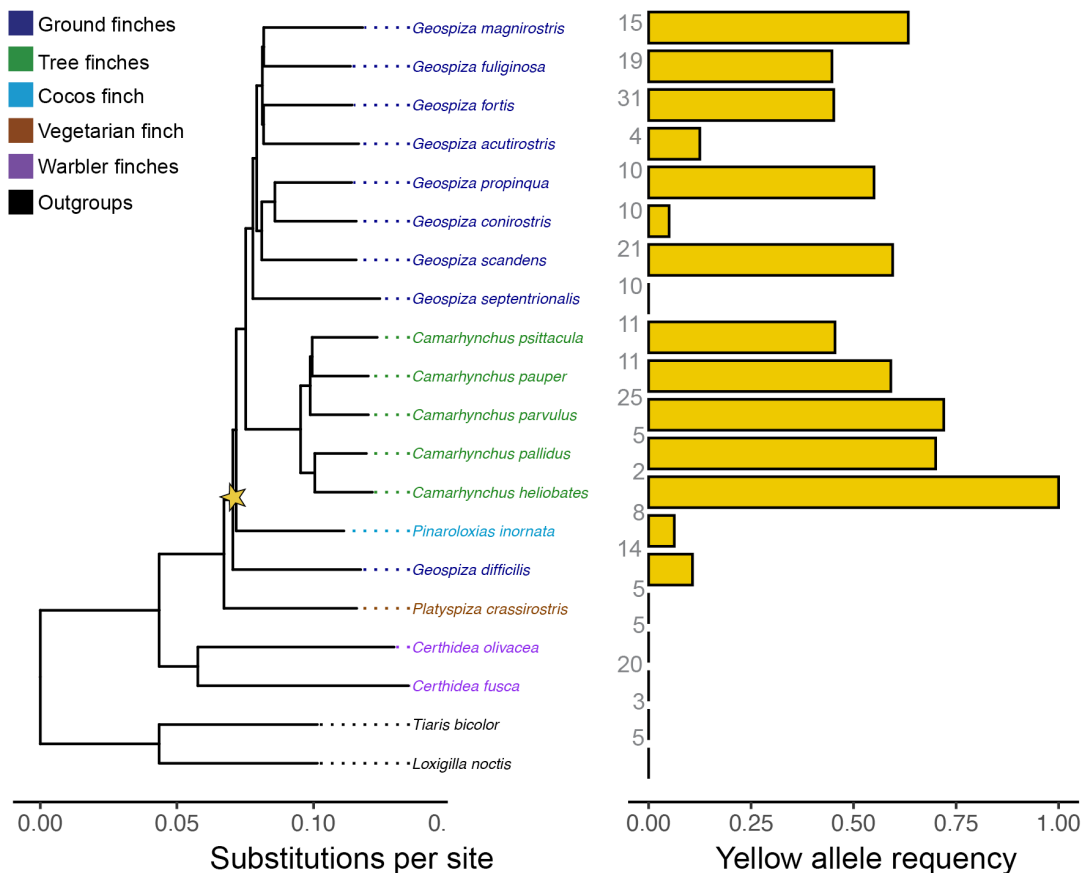 Ground finches
Tree finches
Cocos finch
Vegetarian finch
Warbler finches
Outgroups
Geospiza magnirostris
Geospiza fuliginosa
Geospiza fortis
Geospiza acutirostris
Geospiza propinqua
Geospiza conirostris
Geospiza scandens
Geospiza septentrionalis
Camarhynchus psittacula
Camarhynchus pauper
Camarhynchus parvulus
Camarhynchus pallidus
Camarhynchus heliobates
Pinaroloxias inornata
Geospiza difficilis
Platyspiza crassirostris
Certhidea olivacea
Certhidea fusca
Tiaris bicolor
Loxigilla noctis
0.00 0.05 0.10 0.
Substitutions per site
15
19
31
4
10
10
21
10
11
11
25
5
2
8
14
5
5
20
3
5
0.00 0.25 0.50 0.75 1.00
Yellow allele requency